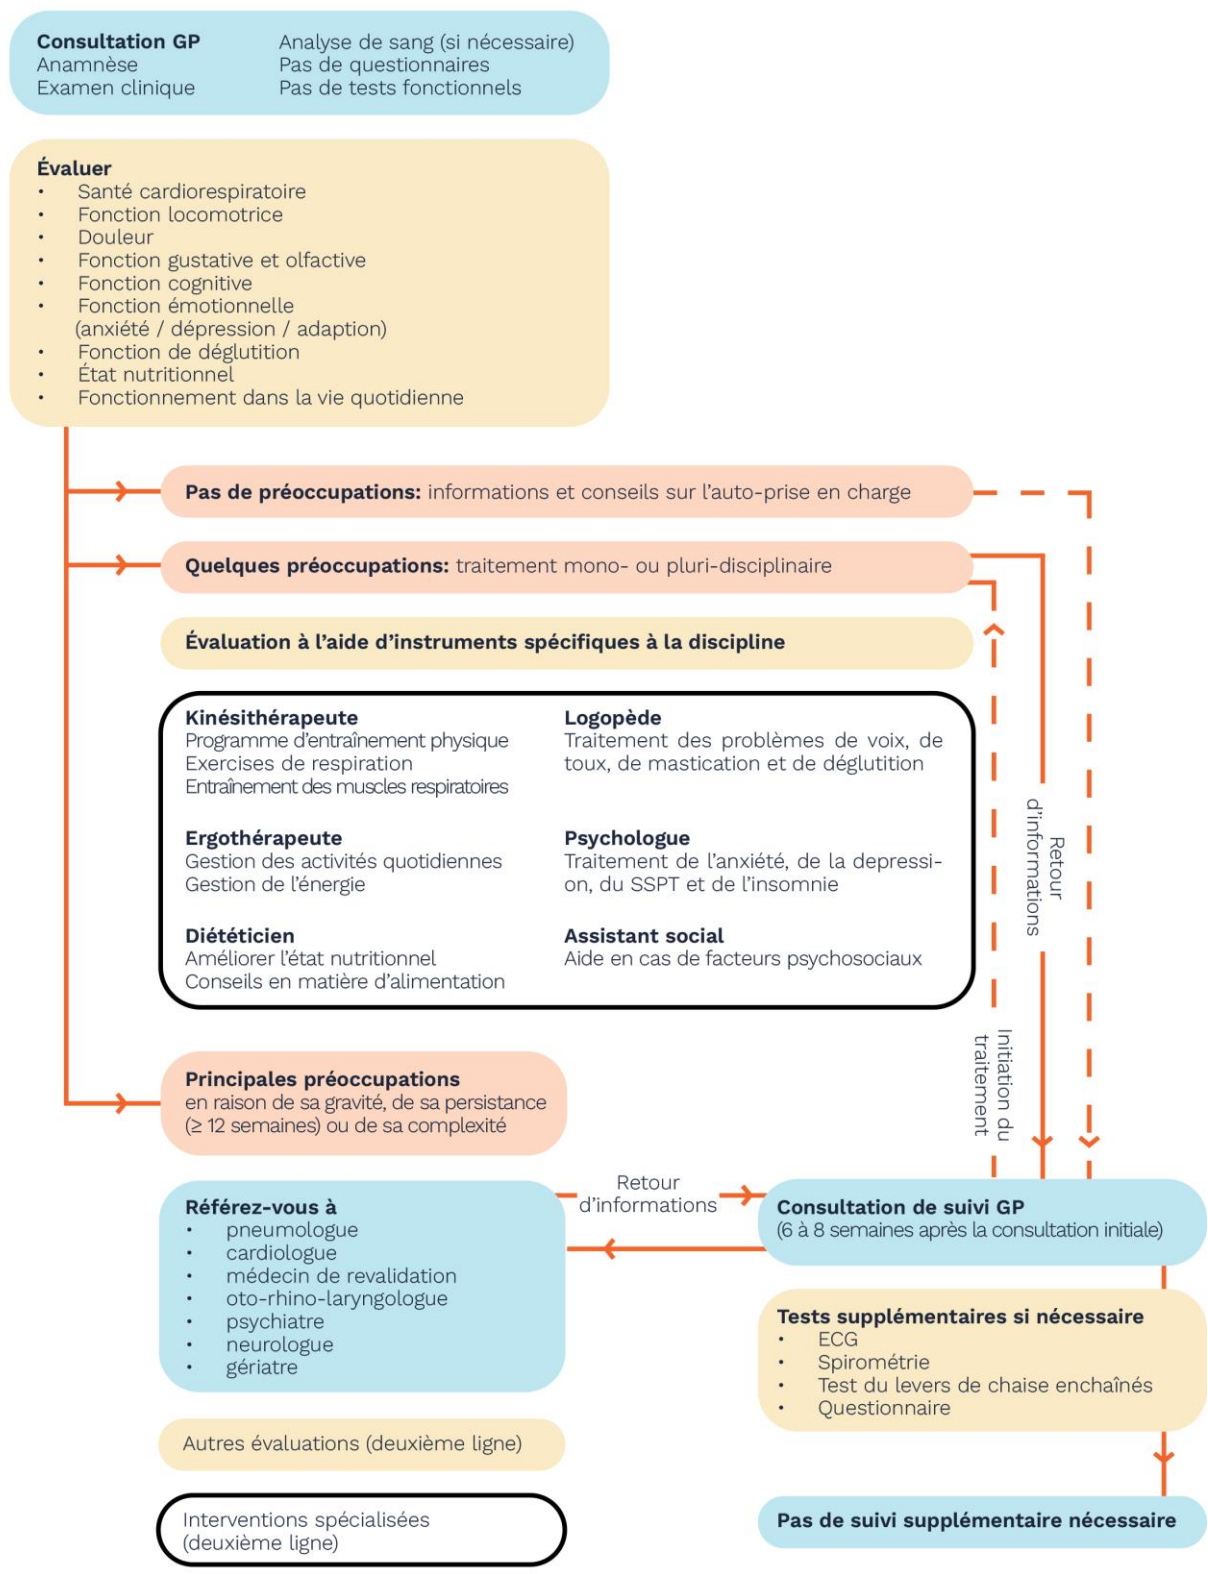 Consultation GP
Anamnèse
Examen clinique
Analyse de sang (si nécessaire)
Pas de questionnaires
Pas de tests fonctionnels
Évaluer
• Santé cardiorespiratoire
• Fonction locomotrice
• Douleur
• Fonction gustative et olfactive
• Fonction cognitive
• Fonction émotionnelle
(anxiété / dépression / adaption)
• Fonction de déglutition
• État nutritionnel
• Fonctionnement dans la vie quotidienne
Pas de préoccupations: informations et conseils sur l'auto-prise en charge
Quelques préoccupations: traitement mono- ou pluri-disciplinaire
Évaluation à l'aide d'instruments spécifiques à la discipline
Kinésithérapeute
Programme d'entraînement physique
Exercises de respiration
Entraînement des muscles respiratoires
Logopède
Traitement des problèmes de voix, de
toux, de mastication et de déglutition
Ergothérapeute
Gestion des activités quotidiennes
Gestion de l'énergie
Psychologue
Traitement de l'anxiété, de la depressi-
on, du SSPT et de l'insomnie
Diététicien
Améliorer l'état nutritionnel
Conseils en matière d'alimentation
Assistant social
Aide en cas de facteurs psychosociaux
Retour
d'informations
Initiation du
traitement
Principales préoccupations
en raison de sa gravité, de sa persistance
(≥ 12 semaines) ou de sa complexité
Référez-vous à
• pneumologue
• cardiologue
• médecin de revalidation
• oto-rhino-laryngologue
• psychiatre
• neurologue
• gériatre
Retour
d'informations
Consultation de suivi GP
(6 à 8 semaines après la consultation initiale)
Tests supplémentaires si nécessaire
• ECG
• Spirométrie
• Test du levers de chaise enchaînés
• Questionnaire
Autres évaluations (deuxième ligne)
Interventions spécialisées
(deuxième ligne)
Pas de suivi supplémentaire nécessaire